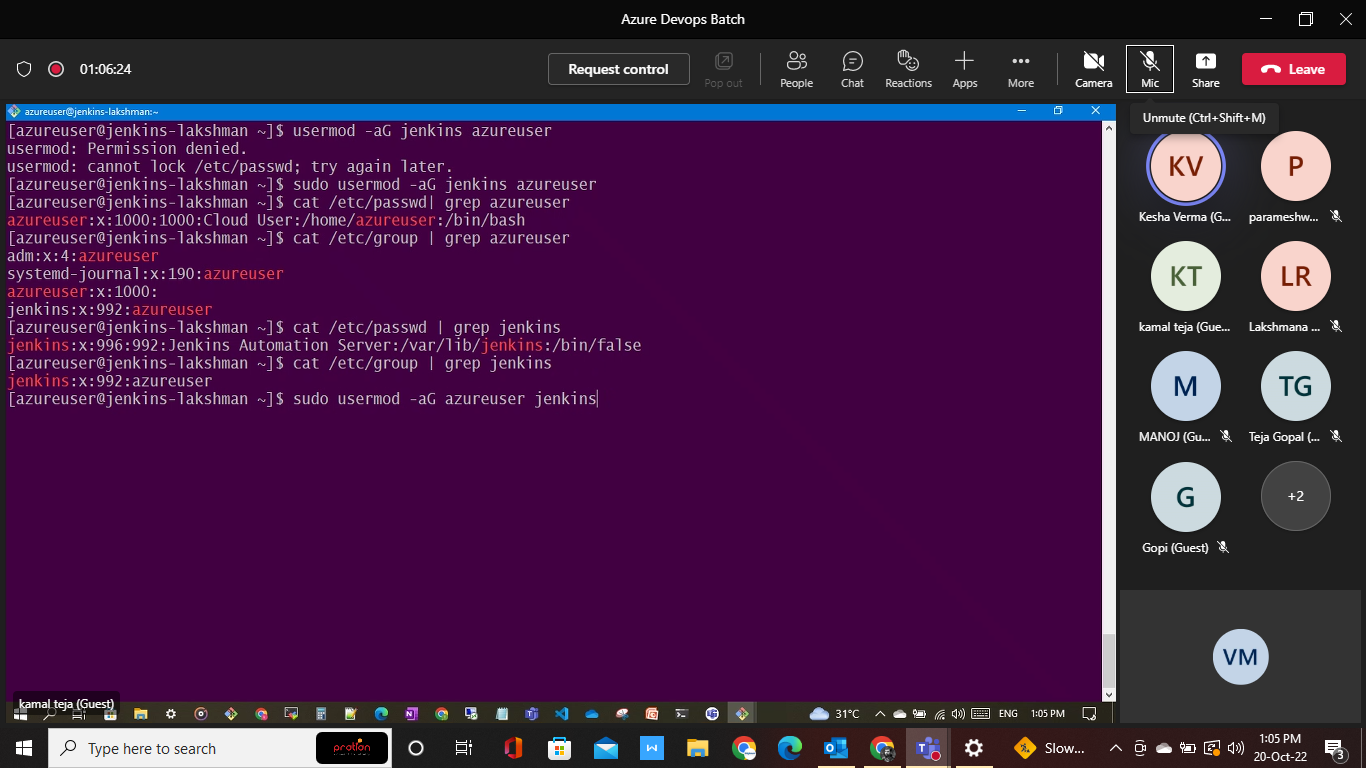 Azure Devops Batch
01:06:24
Request control
Pop out
People
Chat
Reactions
Apps
More
Camera
Mic
Share
Leave
Unmute (Ctrl+Shift+M)
azureuser@jenkins-lakshman:~
[azureuser@jenkins-lakshman ~]$ usermod -aG jenkins azureuser
usermod: Permission denied.
usermod: cannot lock /etc/passwd; try again later.
[azureuser@jenkins-lakshman ~]$ sudo usermod -aG jenkins azureuser
[azureuser@jenkins-lakshman ~]$ cat /etc/passwd| grep azureuser
azureuser:x:1000:1000:Cloud User:/home/azureuser:/bin/bash
[azureuser@jenkins-lakshman ~]$ cat /etc/group | grep azureuser
adm:x:4:azureuser
systemd-journal:x:190:azureuser
azureuser:x:1000:
jenkins:x:992:azureuser
[azureuser@jenkins-lakshman ~]$ cat /etc/passwd | grep jenkins
jenkins:x:996:992:Jenkins Automation Server:/var/lib/jenkins:/bin/false
[azureuser@jenkins-lakshman ~]$ cat /etc/group | grep jenkins
jenkins:x:992:azureuser
[azureuser@jenkins-lakshman ~]$ sudo usermod -aG azureuser jenkins
KV
P
Kesha Verma (G...
parameshw...
KT
LR
kamal teja (Gue...
Lakshmana ...
M
TG
MANOJ (Gu...
Teja Gopal (...
G
+2
Gopi (Guest)
VM
kamal teja (Guest)
31°C
ENG
1:05 PM
Type here to search
Slow...
1:05 PM
20-Oct-22
3